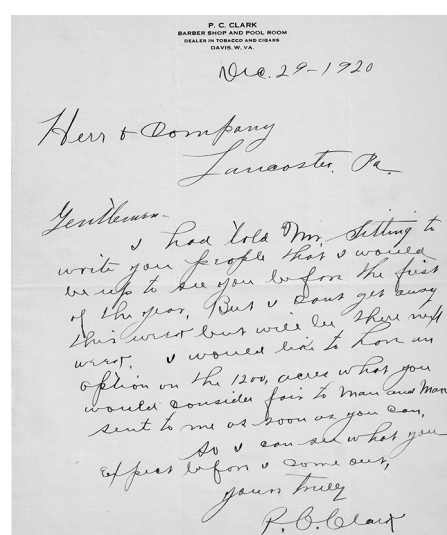 P. C. CLARK
BARBER SHOP AND POOL ROOM
DEALER IN TOBACCO AND CIGARS
DAVIS, W. VA.
Dec. 29-1920
Herr & Company
Lancaster, Pa.
Gentlemen-
I had told Mr. Sitting to
write you people that I would
be up to see you before the first
of the year, But I cant get away
this week but will be there next
week, I would like to have an
option on the 1200, acres what you
would consider fair to Man and Man
sent to me as soon as you can,
So I can see what you
expect before I come out,
yours truly
P. C. Clark